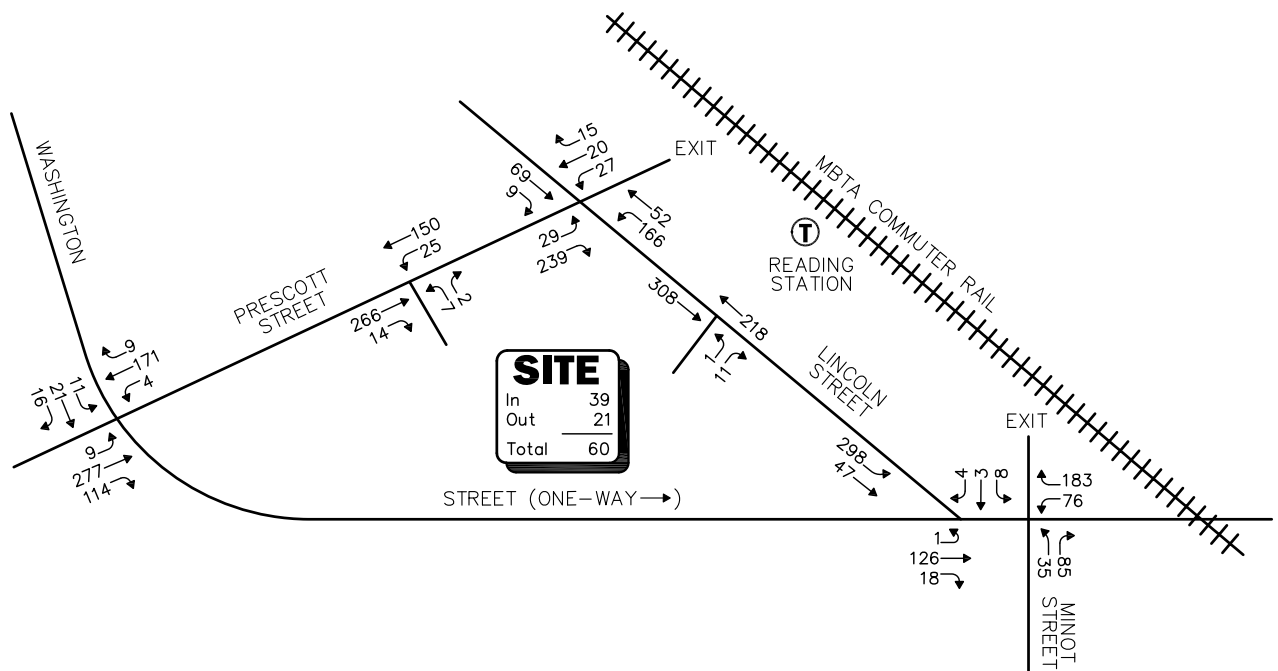 15
20
27
EXIT
69
9
52
166
29
239
MBTA COMMUTER RAIL
T
READING
STATION
WASHINGTON
150
25
PRESCOTT
STREET
266
14
7
2
308
218
1
11
9
171
4
11
21
16
9
277
114
SITE
In 39
Out 21
Total 60
LINCOLN
STREET
298
47
EXIT
4
3
8
183
76
STREET (ONE-WAY→)
1
126
18
35
85
MINOT
STREET